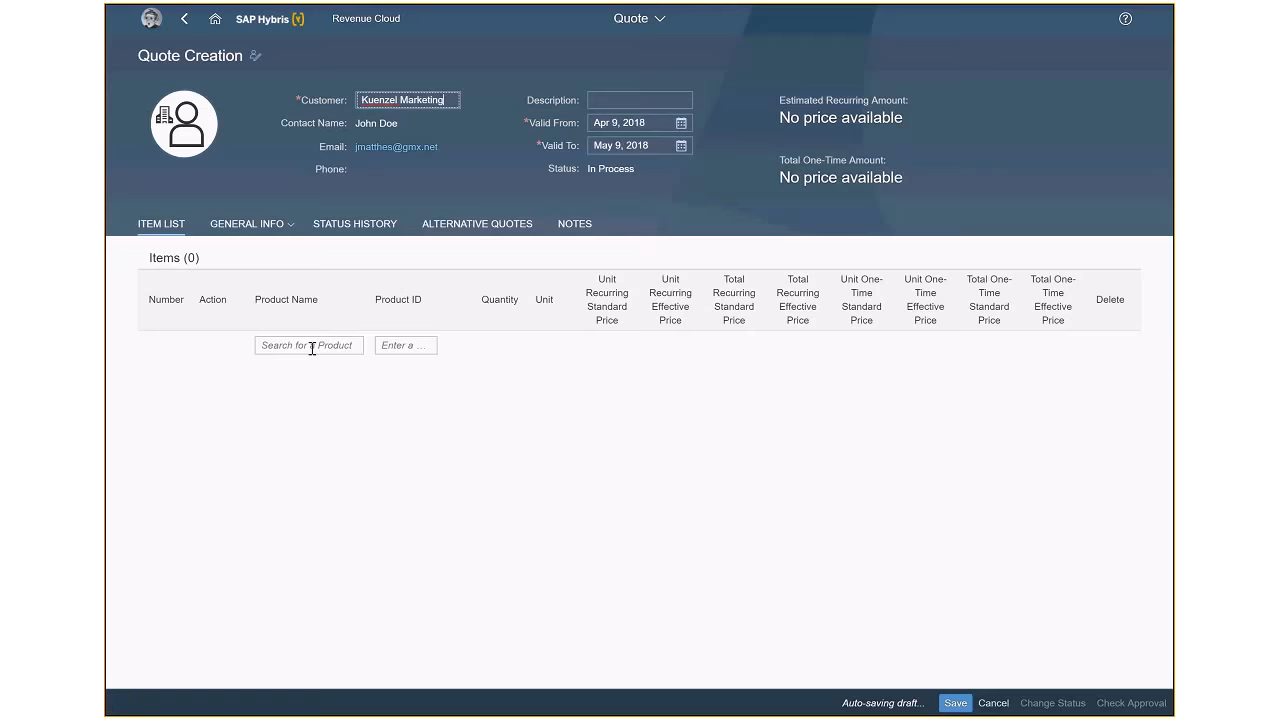 SAP Hybris (y) Revenue Cloud Quote
Quote Creation
*Customer: Kuenzel Marketing Description: Estimated Recurring Amount:
Contact Name: John Doe *Valid From: Apr 9, 2018 No price available
Email: jmatthes@gmx.net *Valid To: May 9, 2018 Total One-Time Amount:
Phone: Status: In Process No price available
ITEM LIST GENERAL INFO STATUS HISTORY ALTERNATIVE QUOTES NOTES
Items (0)
Number Action Product Name Product ID Quantity Unit Unit Recurring Standard Price Unit Recurring Effective Price Total Recurring Standard Price Total Recurring Effective Price Unit One-Time Standard Price Unit One-Time Effective Price Total One-Time Standard Price Total One-Time Effective Price Delete
Search for a Product Enter a ...
Auto-saving draft... Save Cancel Change Status Check Approval